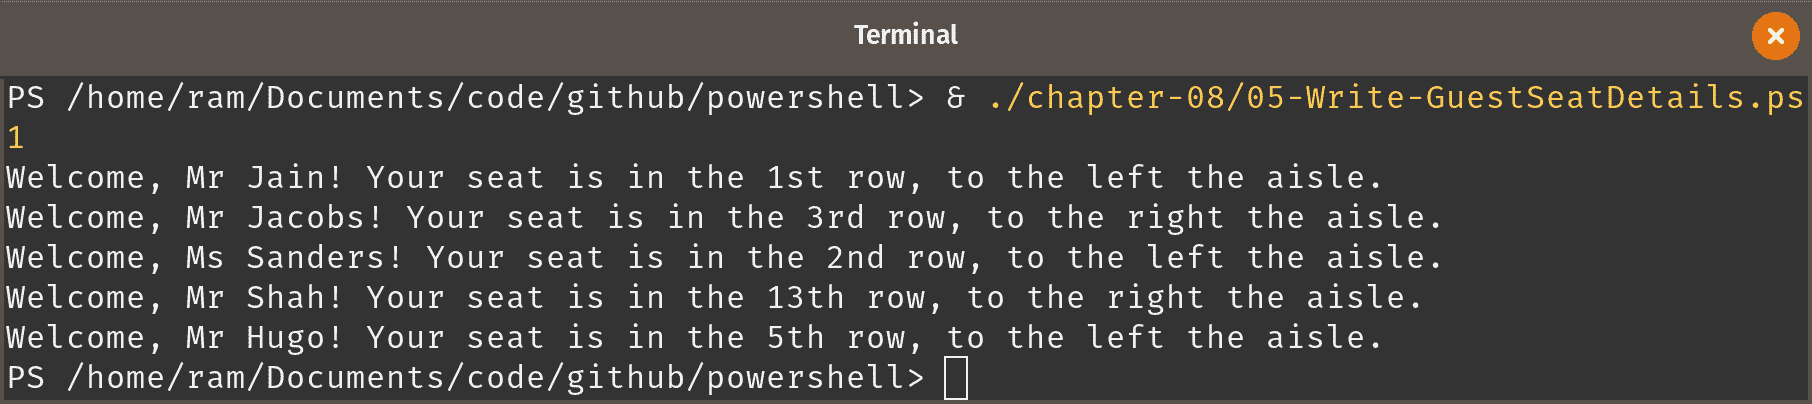 Terminal
PS /home/ram/Documents/code/github/powershell> & ./chapter-08/05-Write-GuestSeatDetails.ps
1
Welcome, Mr Jain! Your seat is in the 1st row, to the left the aisle.
Welcome, Mr Jacobs! Your seat is in the 3rd row, to the right the aisle.
Welcome, Ms Sanders! Your seat is in the 2nd row, to the left the aisle.
Welcome, Mr Shah! Your seat is in the 13th row, to the right the aisle.
Welcome, Mr Hugo! Your seat is in the 5th row, to the left the aisle.
PS /home/ram/Documents/code/github/powershell>